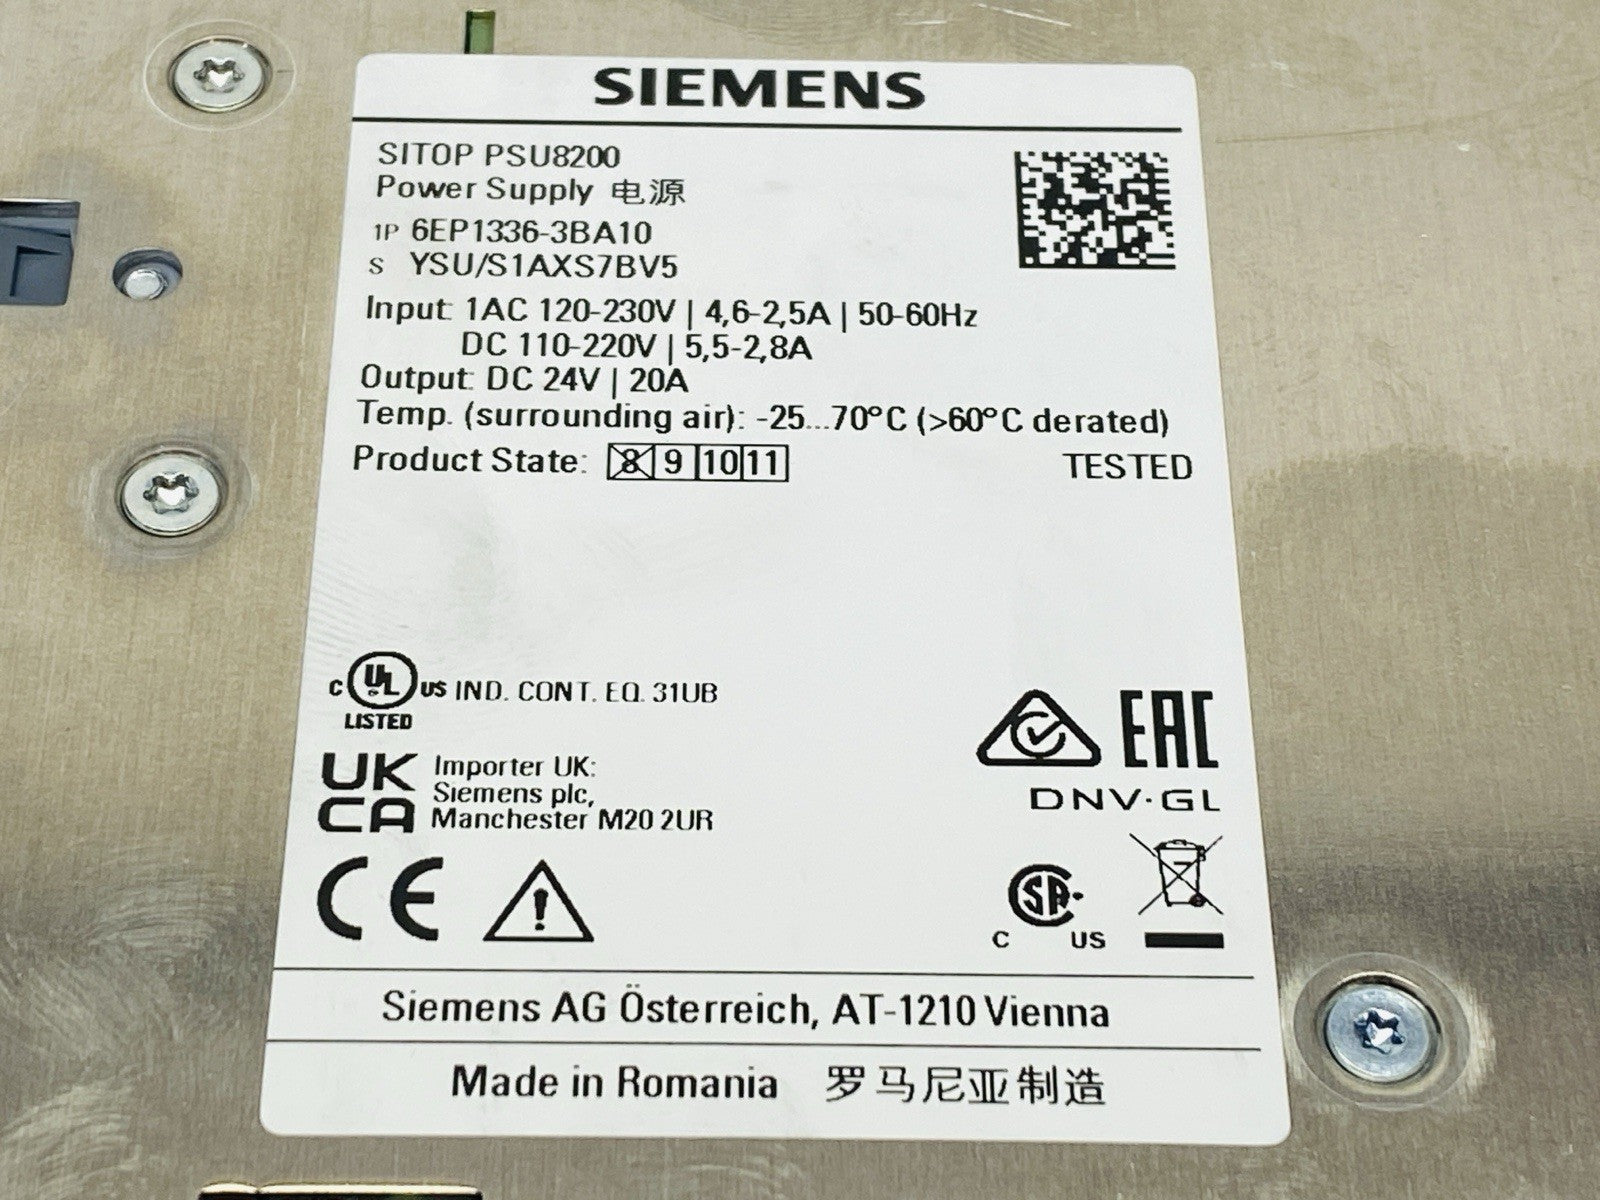 SIEMENS
SITOP PSU8200
Power Supply 电源
1P 6EP1336-3BA10
S YSU/S1AXS7BV5
Input: 1AC 120-230V | 4,6-2,5A | 50-60Hz
DC 110-220V | 5,5-2,8A
Output: DC 24V | 20A
Temp. (surrounding air): -25...70°C (>60°C derated)
Product State: 8 9 10 11 TESTED
C UL US IND. CONT. EQ. 31UB
LISTED
EAC
UK CA
Importer UK:
Siemens plc,
Manchester M20 2UR
DNV·GL
CE
SA
C US
Siemens AG Österreich, AT-1210 Vienna
Made in Romania 罗马尼亚制造